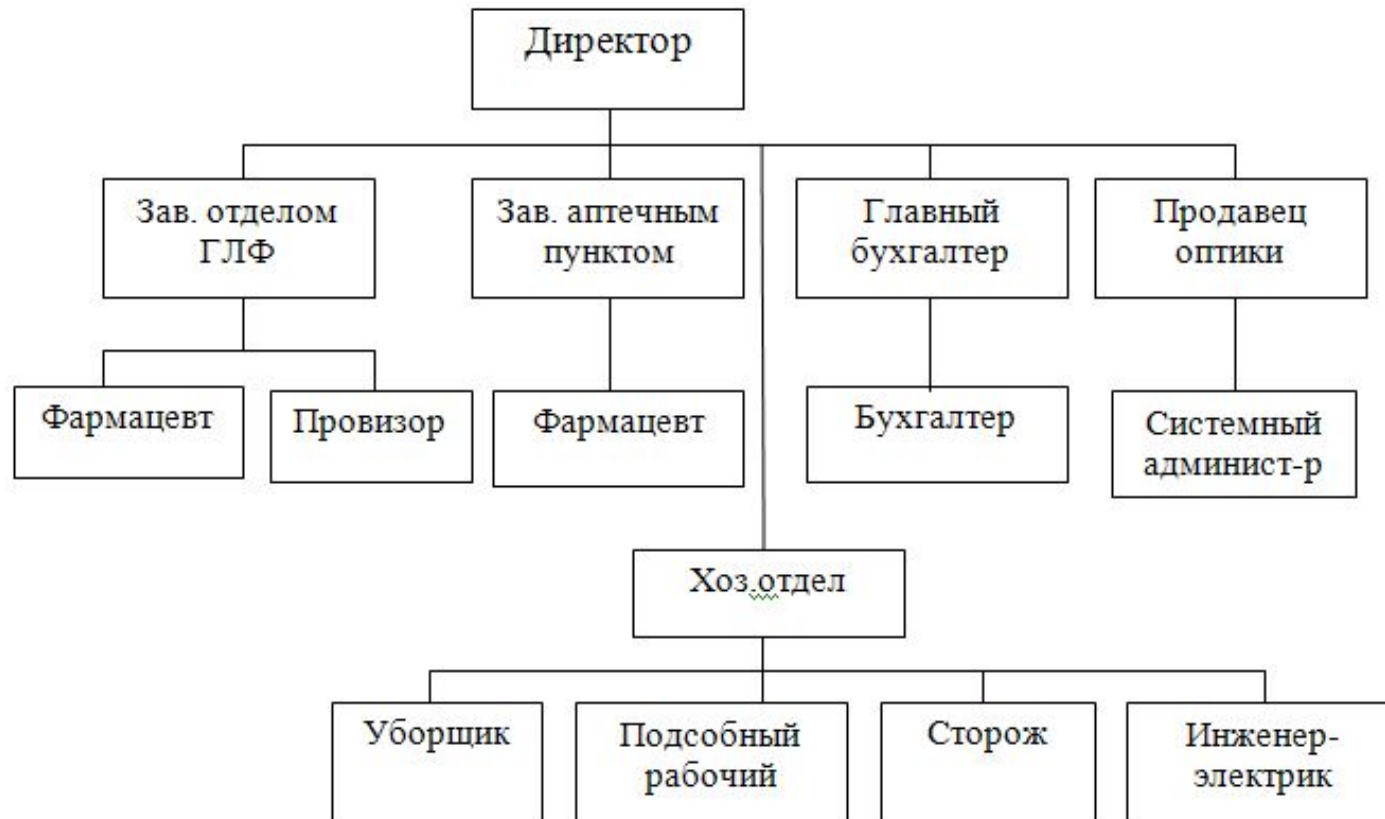 Директор
Зав. отделом
ГЛФ
Зав. аптечным
пунктом
Главный
бухгалтер
Продавец
оптики
Фармацевт
Провизор
Фармацевт
Бухгалтер
Системный
админист-р
Хоз.отдел
Уборщик
Подсобный
рабочий
Сторож
Инженер-
электрик